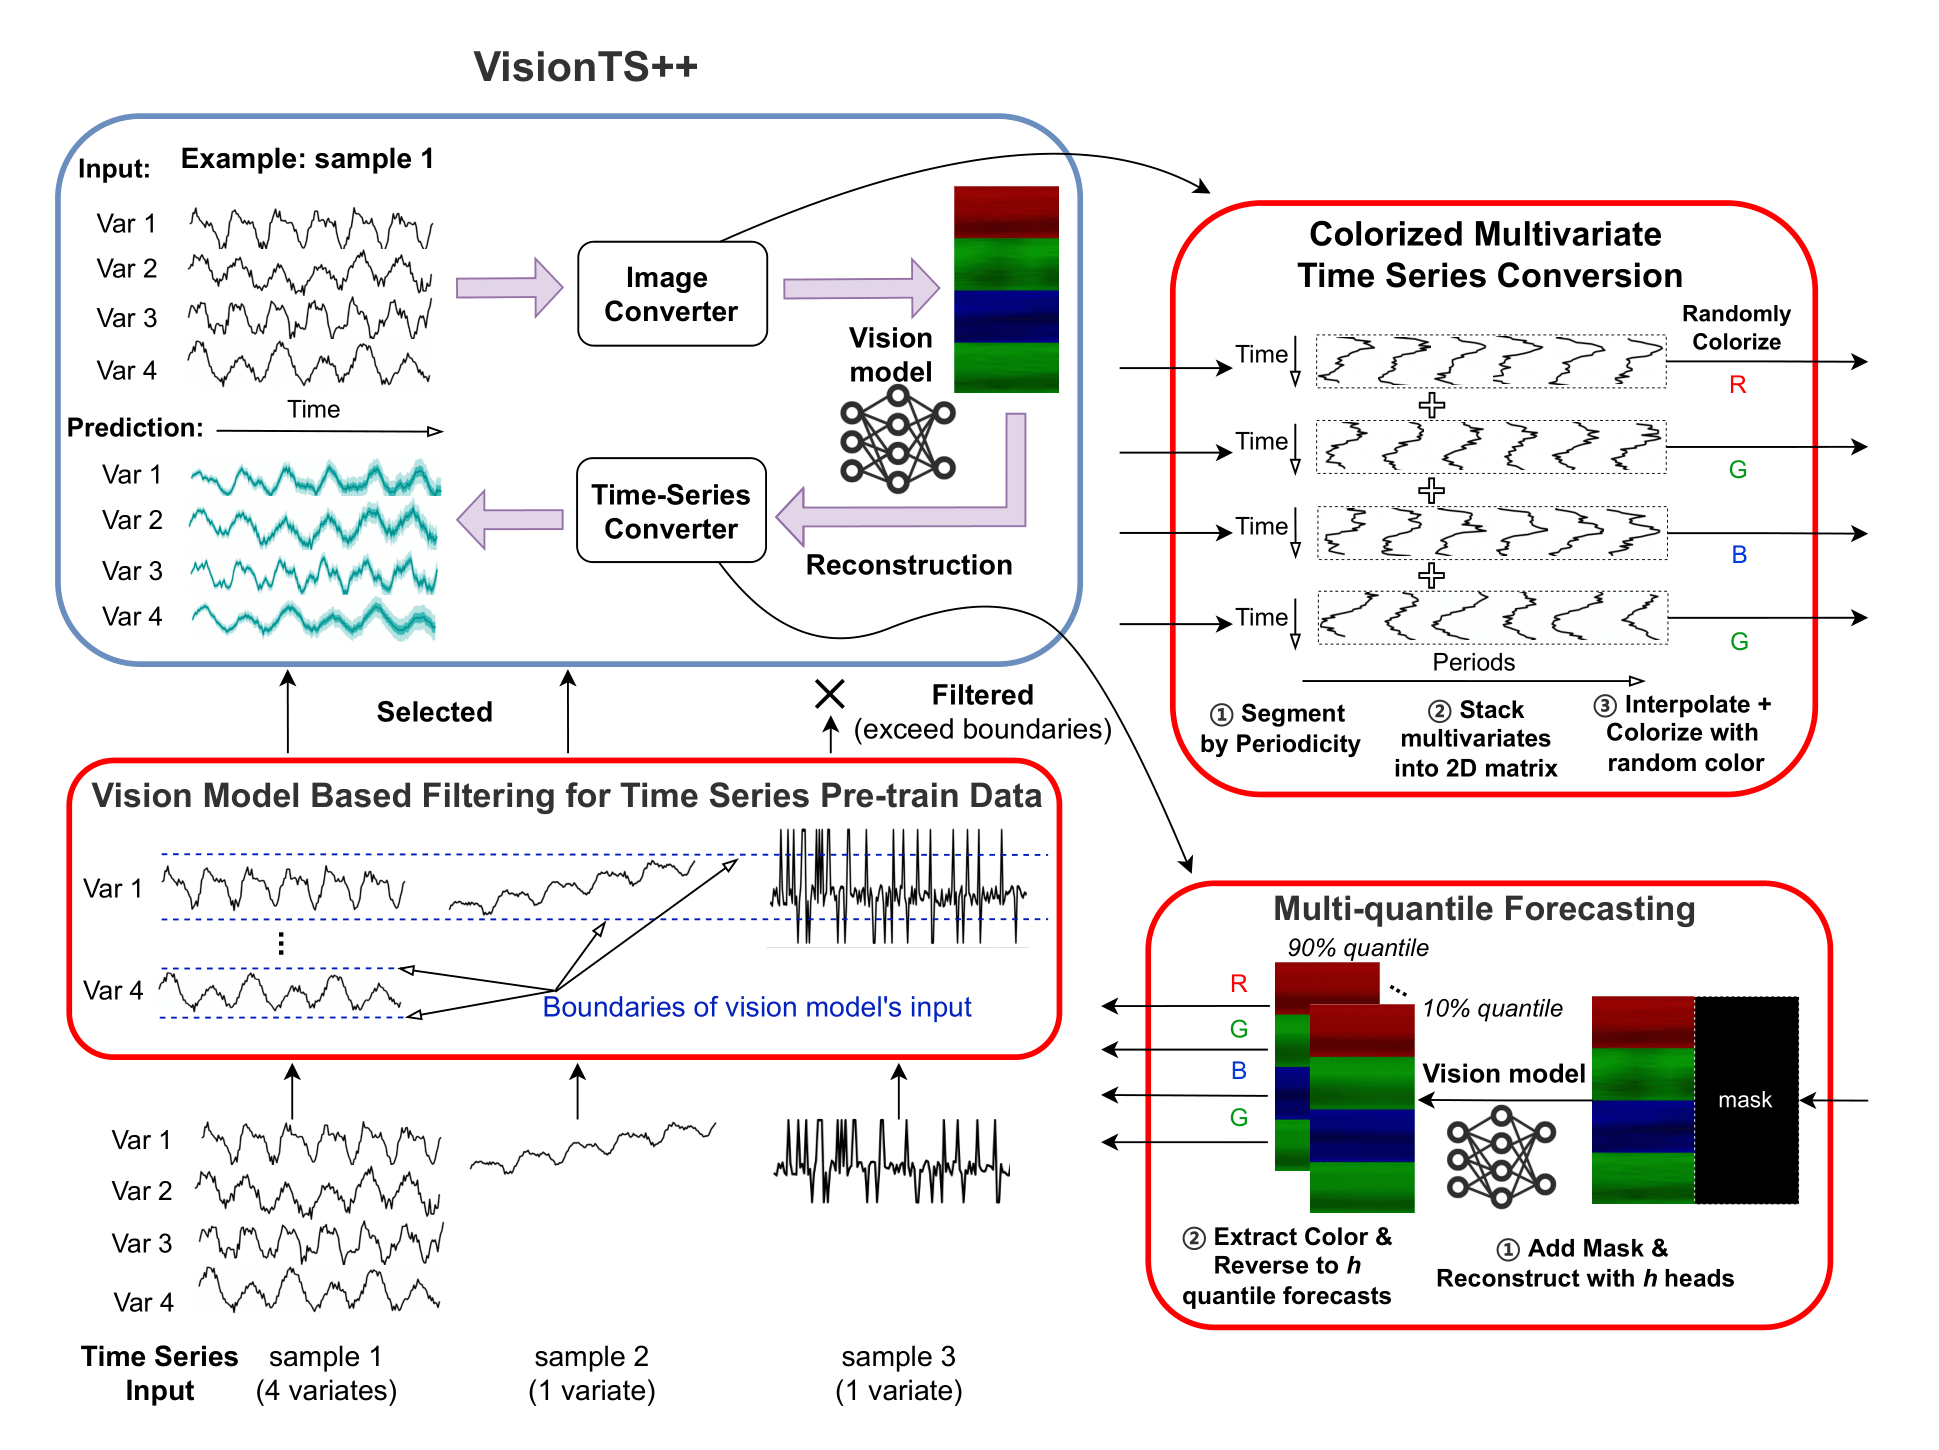 VisionTS++
Input:
Example: sample 1
Var 1
Var 2
Var 3
Var 4
Time
Prediction:
Var 1
Var 2
Var 3
Var 4
Image
Converter
Vision
model
Time-Series
Converter
Reconstruction
Selected
Filtered
(exceed boundaries)
Vision Model Based Filtering for Time Series Pre-train Data
Var 1
⋮
Var 4
Boundaries of vision model's input
Var 1
Var 2
Var 3
Var 4
Time Series
Input
sample 1
(4 variates)
sample 2
(1 variate)
sample 3
(1 variate)
Colorized Multivariate
Time Series Conversion
Randomly
Colorize
Time
R
Time
G
Time
B
Time
G
Periods
① Segment
by Periodicity
② Stack
multivariates
into 2D matrix
③ Interpolate +
Colorize with
random color
Multi-quantile Forecasting
90% quantile
10% quantile
R
G
B
G
Vision model
mask
② Extract Color &
Reverse to h
quantile forecasts
① Add Mask &
Reconstruct with h heads